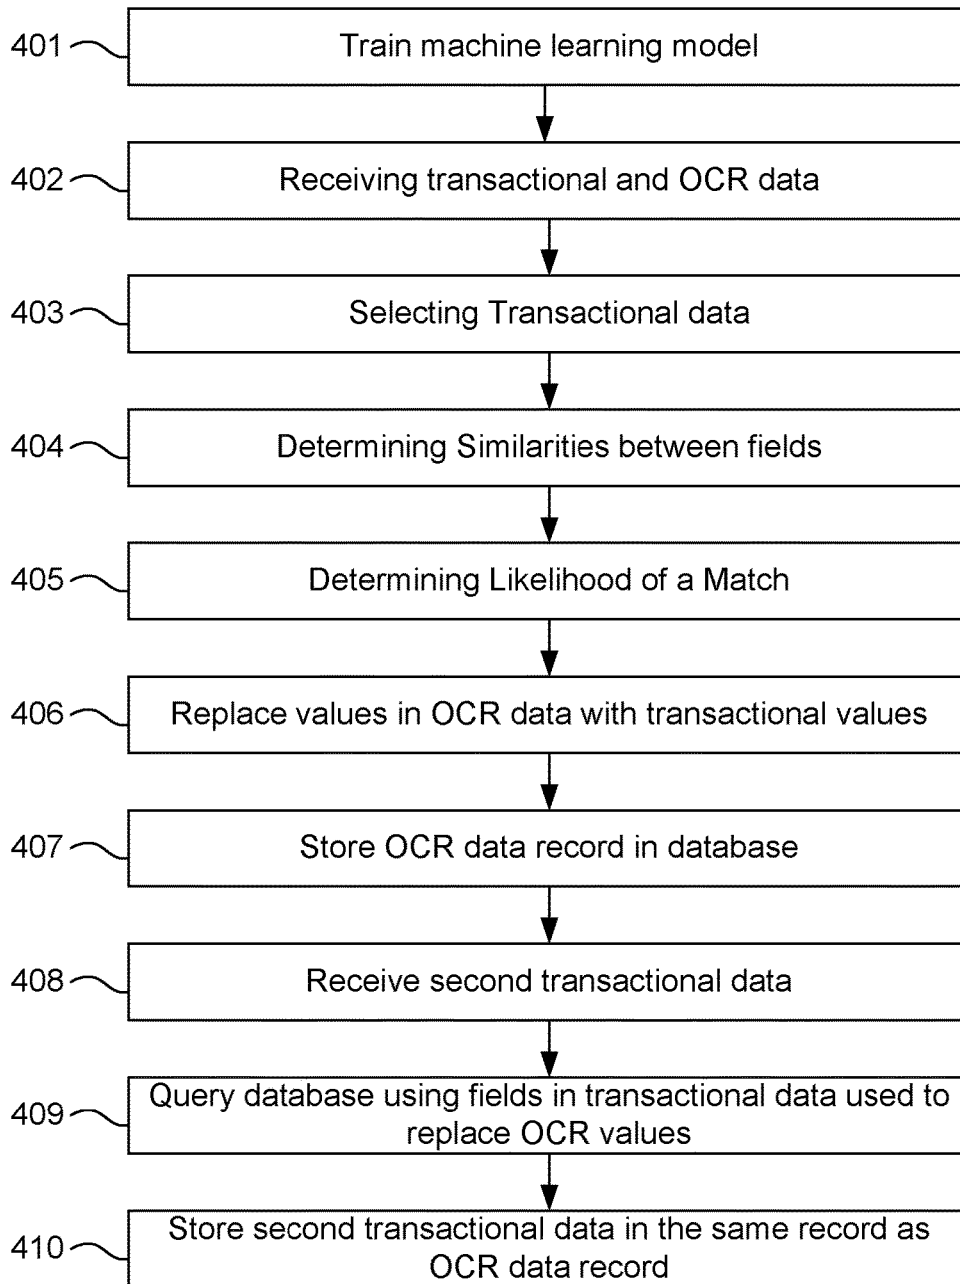 401 Train machine learning model
402 Receiving transactional and OCR data
403 Selecting Transactional data
404 Determining Similarities between fields
405 Determining Likelihood of a Match
406 Replace values in OCR data with transactional values
407 Store OCR data record in database
408 Receive second transactional data
409 Query database using fields in transactional data used to
replace OCR values
410 Store second transactional data in the same record as
OCR data record